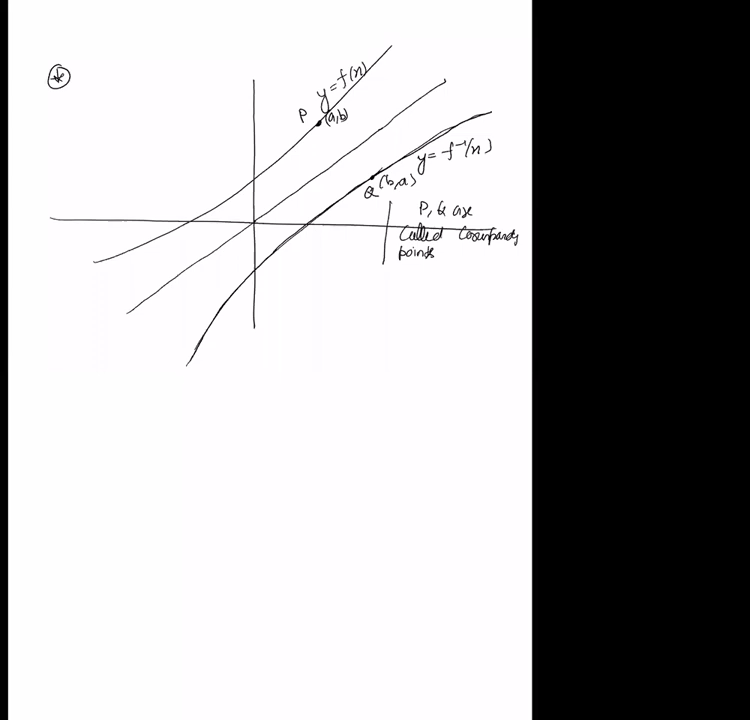 y = f(x)
P (a,b)
y = f⁻¹(x)
Q (b,a)
P, Q are
called
points